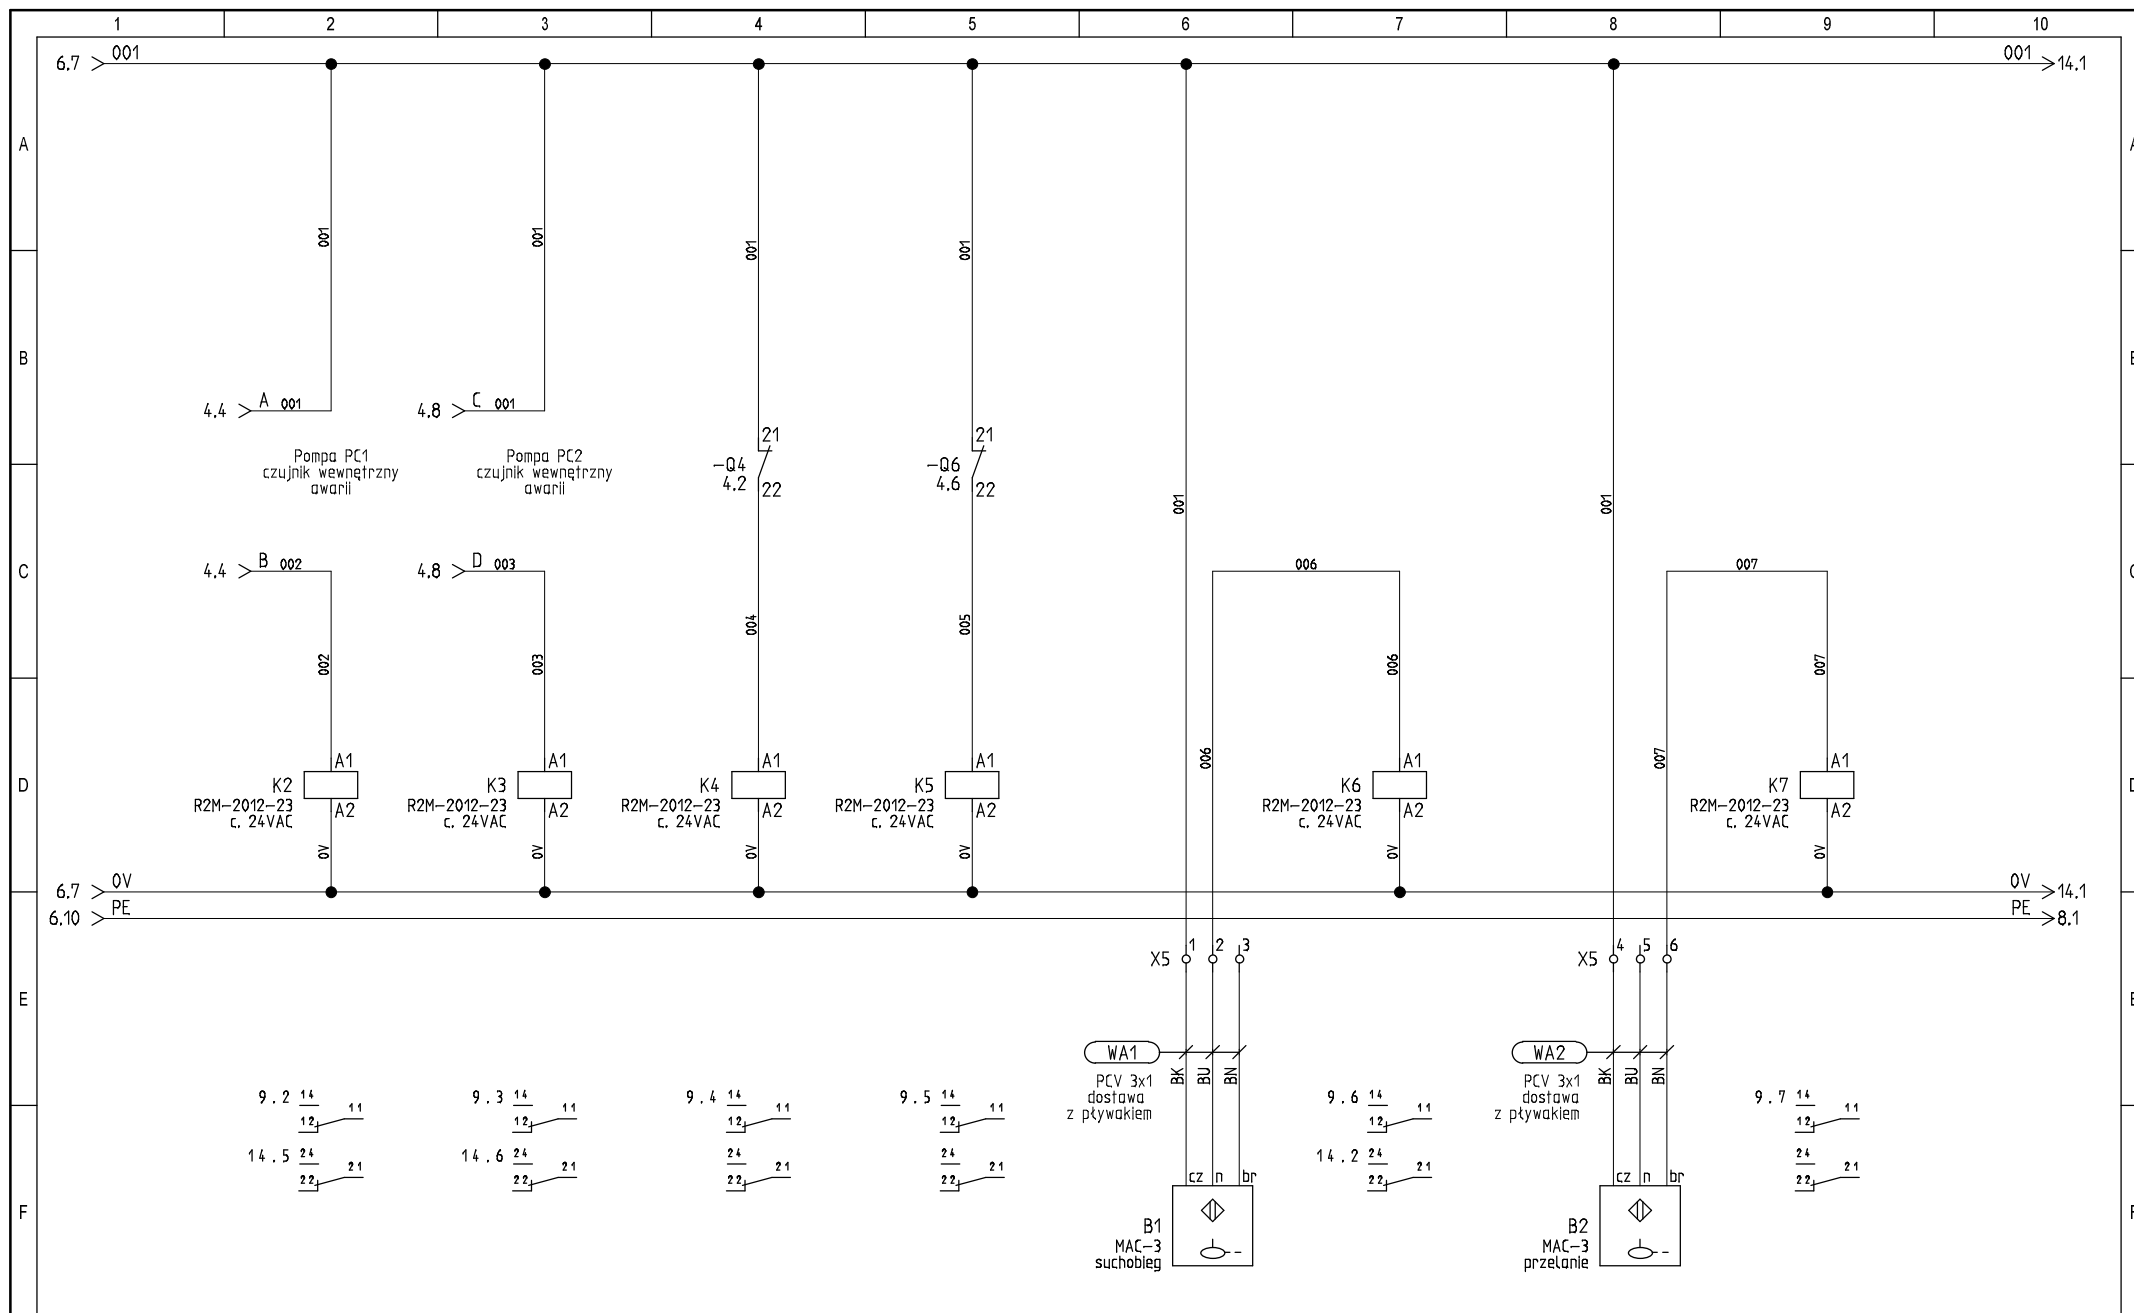 1 2 3 4 5 6 7 8 9 10
6.7 001 001 14.1
A
001 001 001 001
B
4.4 A 001 4.8 C 001
21 21
Pompa PC1 Pompa PC2
czujnik wewnętrzny czujnik wewnętrzny
awarii awarii
-Q4 -Q6
4.2 22 4.6 22
001 001
C
4.4 B 002 4.8 D 003 006 007
004 005
002 003 006 007
006 007
A1 A1 A1 A1 A1 A1
D K2 K3 K4 K5 K6 K7
R2M-2012-23 R2M-2012-23 R2M-2012-23 R2M-2012-23 R2M-2012-23 R2M-2012-23
c. 24VAC c. 24VAC c. 24VAC c. 24VAC c. 24VAC c. 24VAC
A2 A2 A2 A2 A2 A2
0V 0V 0V 0V 0V 0V
6.7 0V 0V 14.1
6.10 PE PE 8.1
X5 1 2 3 X5 4 5 6
E
WA1 WA2
BK BU BN BK BU BN
PCV 3x1 PCV 3x1
dostawa dostawa
z pływakiem z pływakiem
9.2 14 9.3 14 9.4 14 9.5 14 9.6 14 9.7 14
12 11 12 11 12 11 12 11 12 11 12 11
14.5 24 14.6 24 24 24 14.2 24 24
22 21 22 21 22 21 22 21 22 21 22 21
cz n br cz n br
F
B1 B2
MAC-3 MAC-3
suchobieg przelanie